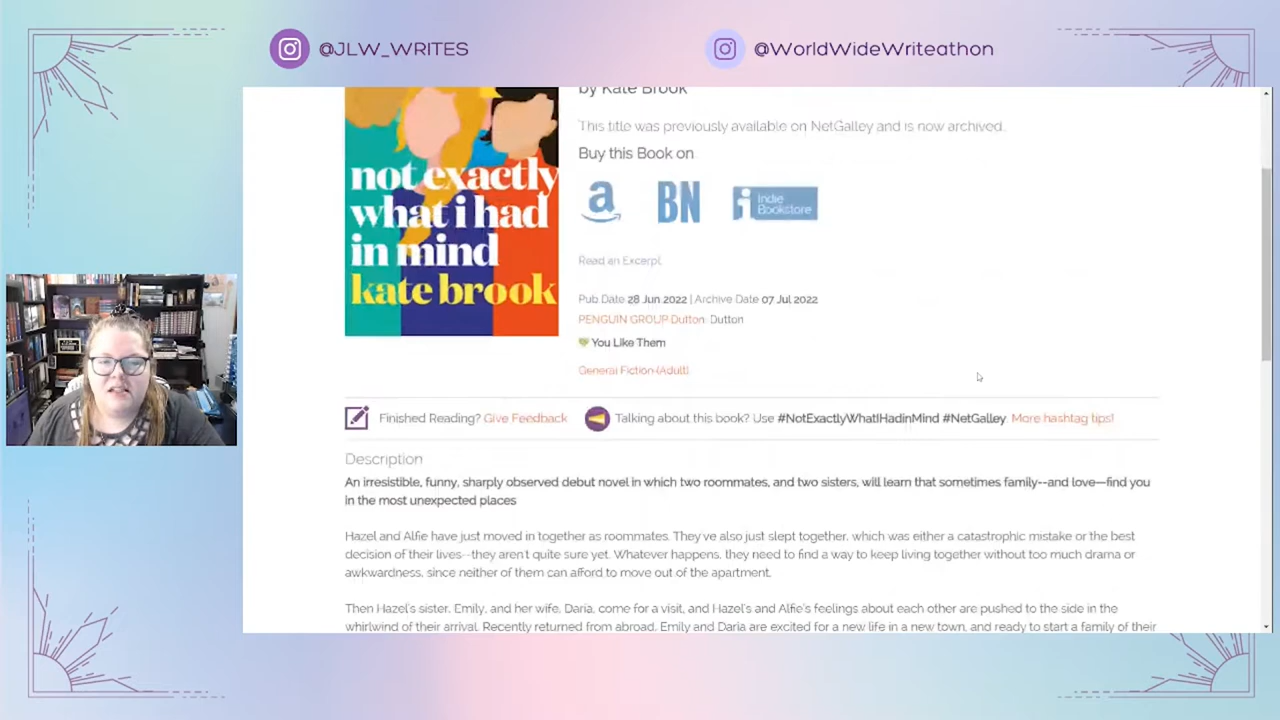 @JLW_WRITES
@WorldWideWriteathon
by Kate Brook
This title was previously available on NetGalley and is now archived.
Buy this Book on
a
BN
Indie
Bookstore
not exactly
what i had
in mind
kate brook
Read an Excerpt
Pub Date 28 Jun 2022 | Archive Date 07 Jul 2022
PENGUIN GROUP Dutton Dutton
You Like Them
General Fiction (Adult)
Finished Reading? Give Feedback
Talking about this book? Use #NotExactlyWhatIHadinMind #NetGalley. More hashtag tips!
Description
An irresistible, funny, sharply observed debut novel in which two roommates, and two sisters, will learn that sometimes family--and love—find you
in the most unexpected places
Hazel and Alfie have just moved in together as roommates. They've also just slept together, which was either a catastrophic mistake or the best
decision of their lives--they aren't quite sure yet. Whatever happens, they need to find a way to keep living together without too much drama or
awkwardness, since neither of them can afford to move out of the apartment.
Then Hazel's sister, Emily, and her wife, Daria, come for a visit, and Hazel's and Alfie's feelings about each other are pushed to the side in the
whirlwind of their arrival. Recently returned from abroad, Emily and Daria are excited for a new life in a new town, and ready to start a family of their